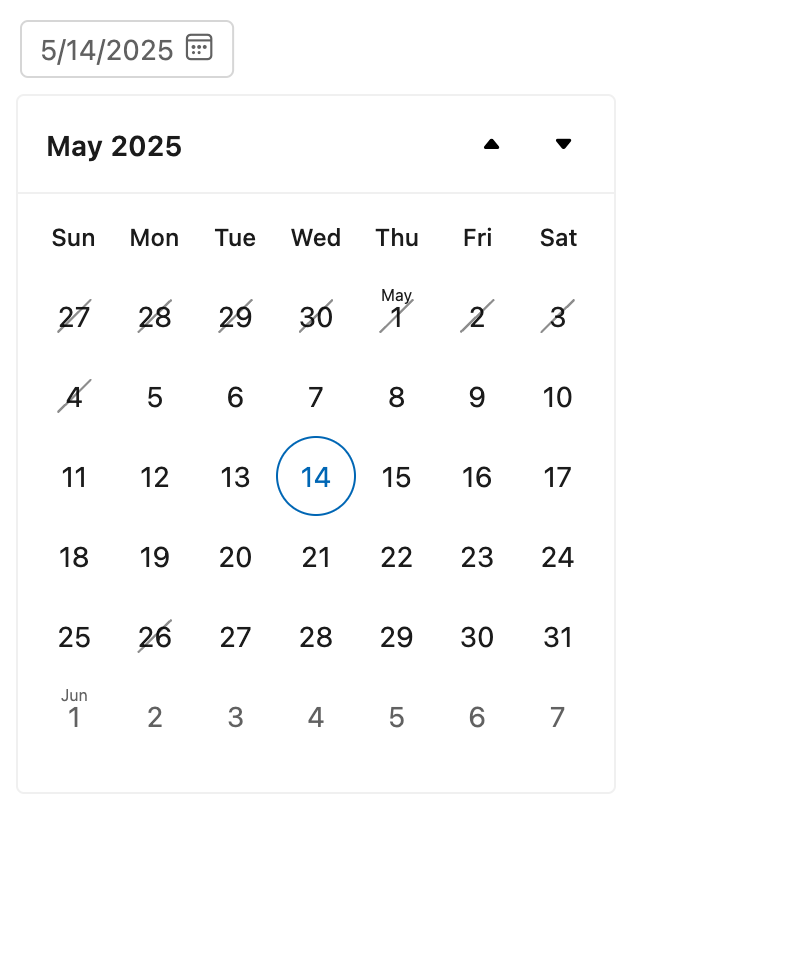 5/14/2025
May 2025
Sun Mon Tue Wed Thu Fri Sat
May
27 28 29 30 1 2 3
4 5 6 7 8 9 10
11 12 13 14 15 16 17
18 19 20 21 22 23 24
25 26 27 28 29 30 31
Jun
1 2 3 4 5 6 7